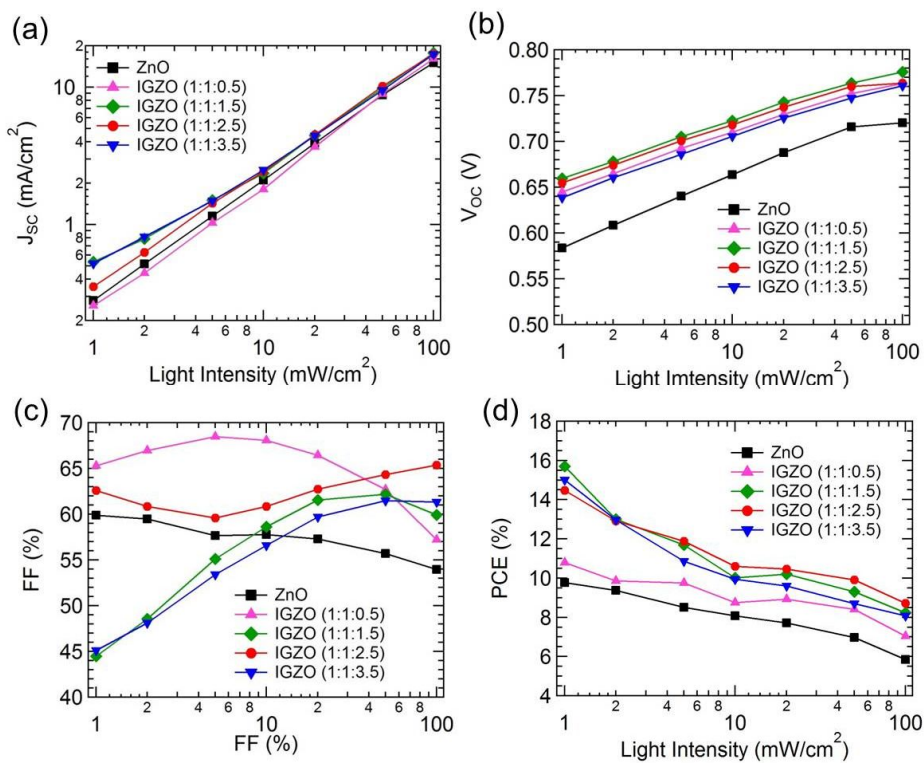 (a)
2
10
8
6
4
2
1
8
6
4
2
J_SC (mA/cm²)
ZnO
IGZO (1:1:0.5)
IGZO (1:1:1.5)
IGZO (1:1:2.5)
IGZO (1:1:3.5)
1 2 4 6 8 10 2 4 6 8 100
Light Intensity (mW/cm²)
(b)
0.80
0.75
0.70
0.65
0.60
0.55
0.50
V_OC (V)
ZnO
IGZO (1:1:0.5)
IGZO (1:1:1.5)
IGZO (1:1:2.5)
IGZO (1:1:3.5)
1 2 4 6 8 10 2 4 6 8 100
Light Imtensity (mW/cm²)
(c)
70
65
60
55
50
45
40
FF (%)
ZnO
IGZO (1:1:0.5)
IGZO (1:1:1.5)
IGZO (1:1:2.5)
IGZO (1:1:3.5)
1 2 4 6 8 10 2 4 6 8 100
FF (%)
(d)
18
16
14
12
10
8
6
4
PCE (%)
ZnO
IGZO (1:1:0.5)
IGZO (1:1:1.5)
IGZO (1:1:2.5)
IGZO (1:1:3.5)
1 2 4 6 8 10 2 4 6 8 100
Light Intensity (mW/cm²)